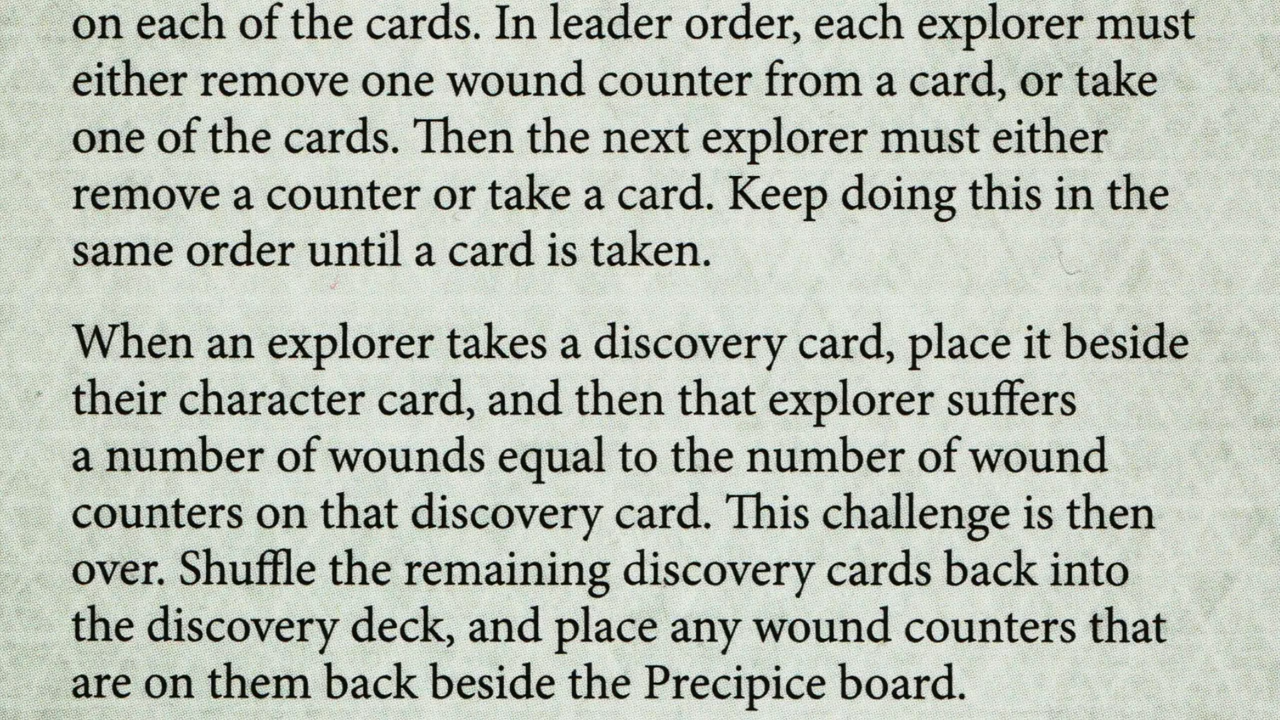 on each of the cards. In leader order, each explorer must
either remove one wound counter from a card, or take
one of the cards. Then the next explorer must either
remove a counter or take a card. Keep doing this in the
same order until a card is taken.
When an explorer takes a discovery card, place it beside
their character card, and then that explorer suffers
a number of wounds equal to the number of wound
counters on that discovery card. This challenge is then
over. Shuffle the remaining discovery cards back into
the discovery deck, and place any wound counters that
are on them back beside the Precipice board.